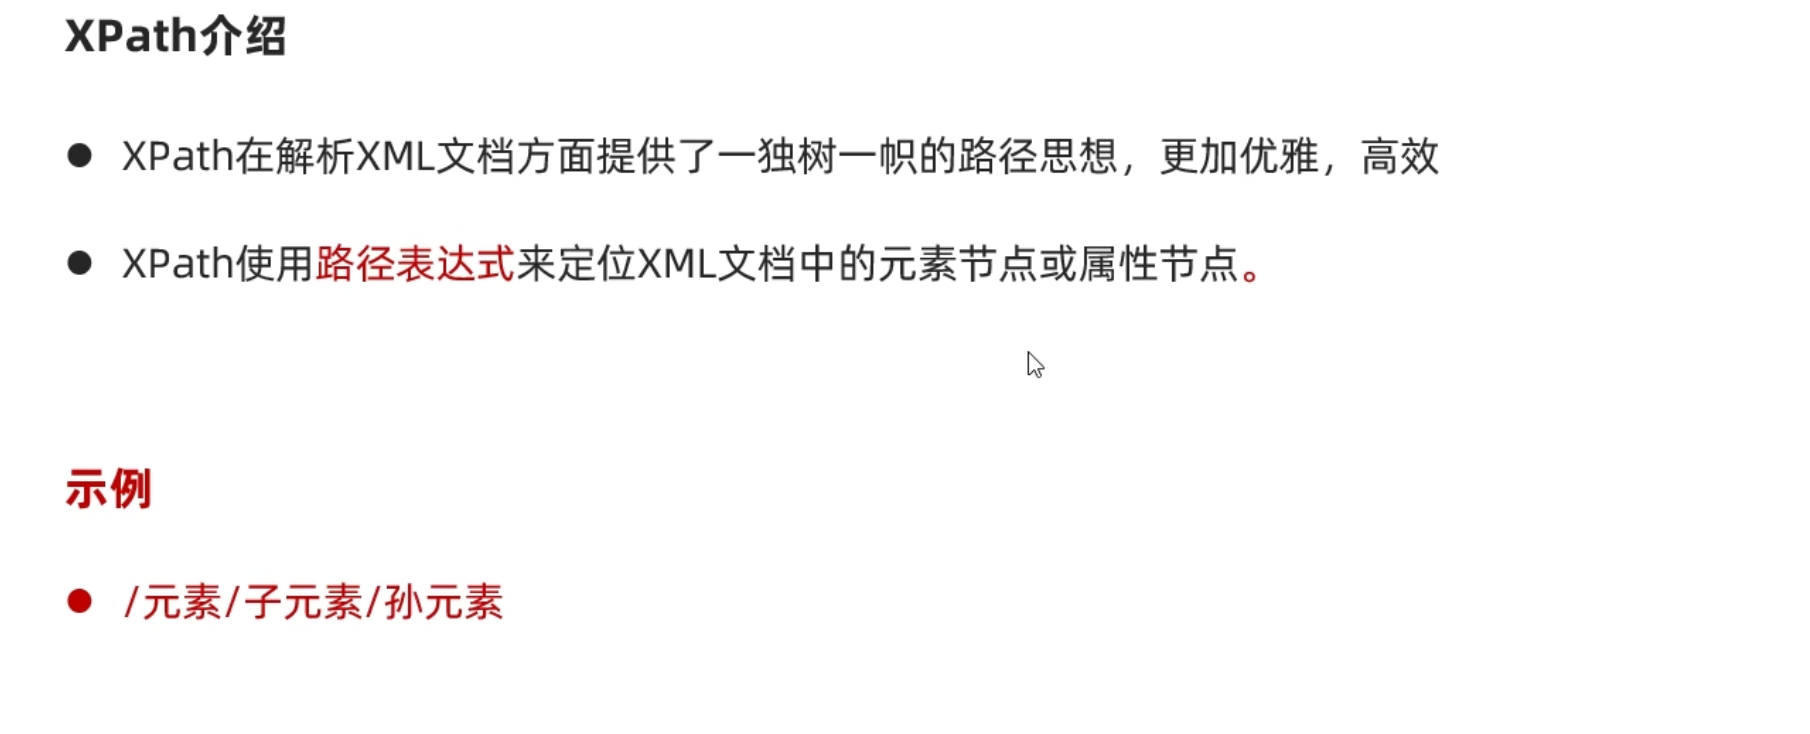 XPath介绍
● XPath在解析XML文档方面提供了一独树一帜的路径思想，更加优雅，高效
● XPath使用路径表达式来定位XML文档中的元素节点或属性节点。
示例
● /元素/子元素/孙元素